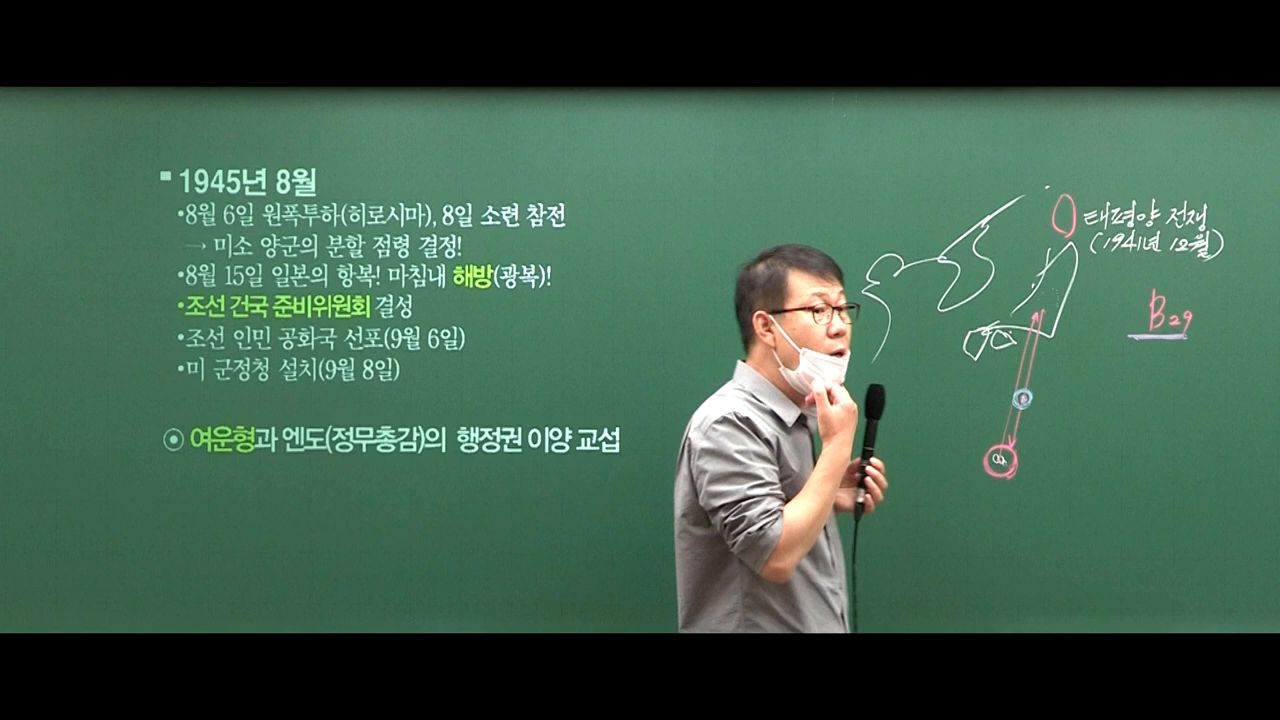 ▪ 1945년 8월
•8월 6일 원폭투하(히로시마), 8일 소련 참전
→ 미소 양군의 분할 점령 결정!
•8월 15일 일본의 항복! 마침내 해방(광복)!
•조선 건국 준비위원회 결성
•조선 인민 공화국 선포(9월 6일)
•미 군정청 설치(9월 8일)
⊙ 여운형과 엔도(정무총감)의 행정권 이양 교섭
태평양 전쟁
(1941년 12월)
B29